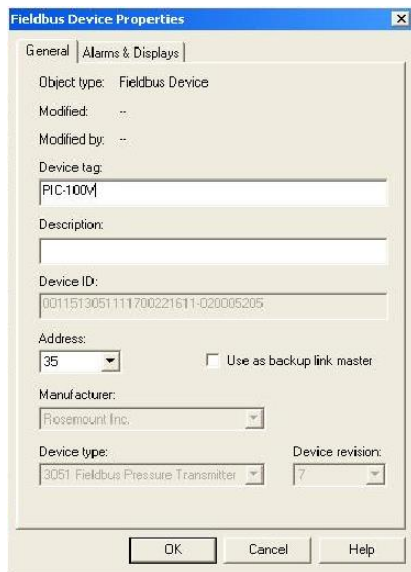 Fieldbus Device Properties
General
Alarms & Displays
Object type: Fieldbus Device
Modified: --
Modified by: --
Device tag:
PIC-100V
Description:
Device ID:
0011513051111700221611-020005205
Address:
35
Use as backup link master
Manufacturer:
Rosemount Inc.
Device type: Device revision:
3051 Fieldbus Pressure Transmitter 7
OK Cancel Help